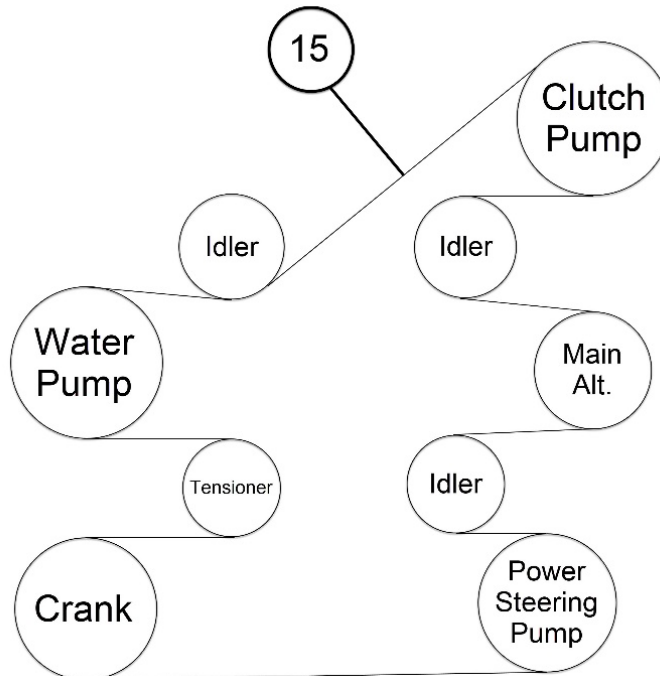 15
Clutch
Pump
Idler
Idler
Water
Pump
Main
Alt.
Tensioner
Idler
Crank
Power
Steering
Pump